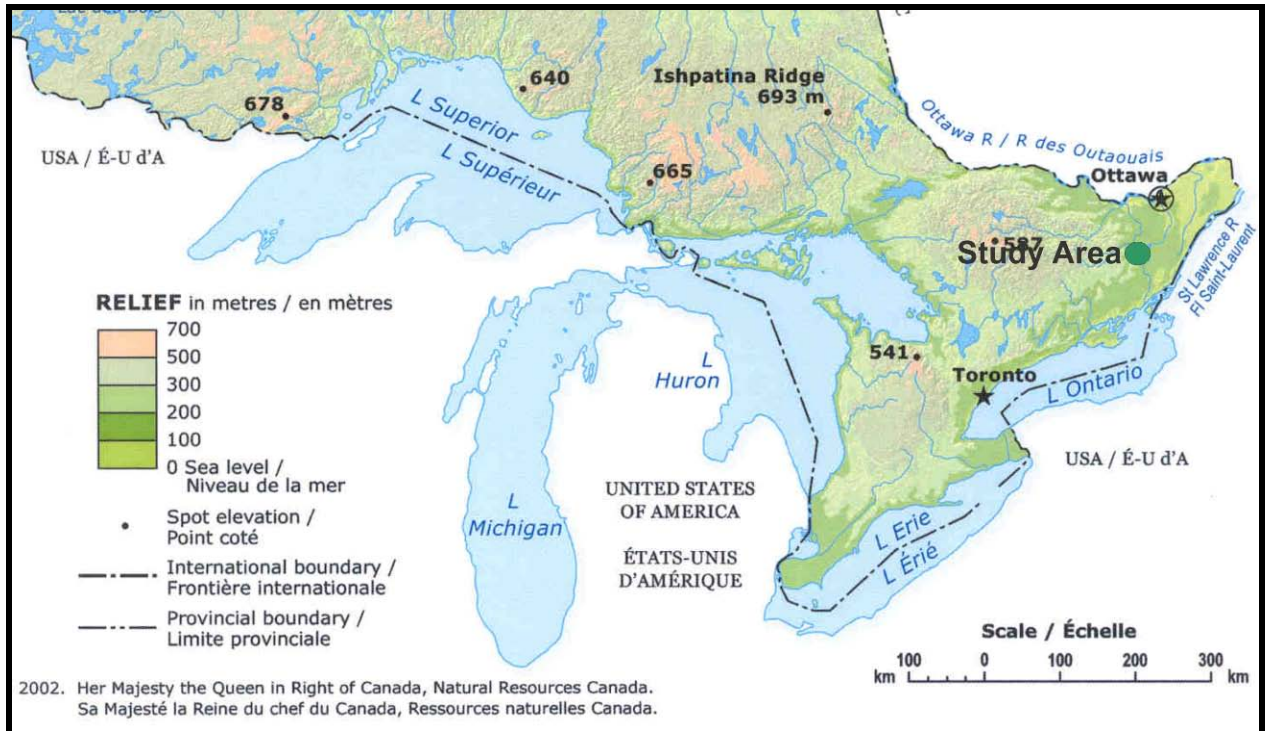 640
Ishpatina Ridge
693 m
678
L Superior
L Supérieur
Ottawa R / R des Outaouais
USA / É-U d'A
665
Ottawa
587
Study Area
St Lawrence R
Fl Saint-Laurent
RELIEF in metres / en mètres
700
500
300
200
100
0 Sea level /
Niveau de la mer
541
L
Huron
Toronto
L Ontario
USA / É-U d'A
L
Michigan
UNITED STATES
OF AMERICA
ÉTATS-UNIS
D'AMÉRIQUE
L Erie
L Érié
Spot elevation /
Point coté
International boundary /
Frontière internationale
Provincial boundary /
Limite provinciale
Scale / Échelle
100 0 100 200 300
km km
2002. Her Majesty the Queen in Right of Canada, Natural Resources Canada.
Sa Majesté la Reine du chef du Canada, Ressources naturelles Canada.